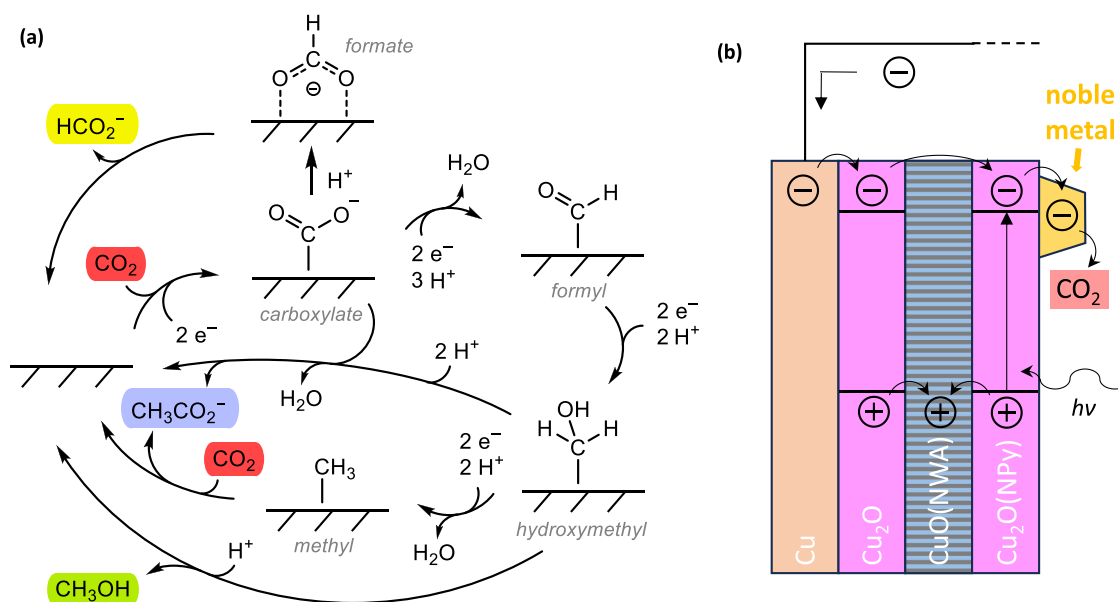 (a)
H
formate
C
O O
⊖
HCO₂⁻
H⁺
H₂O
O O⁻
C
2 e⁻
3 H⁺
O H
C
formyl
CO₂
2 e⁻
carboxylate
2 e⁻
2 H⁺
2 H⁺
H₂O
CH₃CO₂⁻
OH
H H
C
hydroxymethyl
2 e⁻
2 H⁺
CO₂
CH₃
methyl
H₂O
H⁺
CH₃OH
(b)
−
noble
metal
− − − −
CO₂
hν
+ + +
Cu
Cu₂O
CuO(NWA)
Cu₂O(NPy)